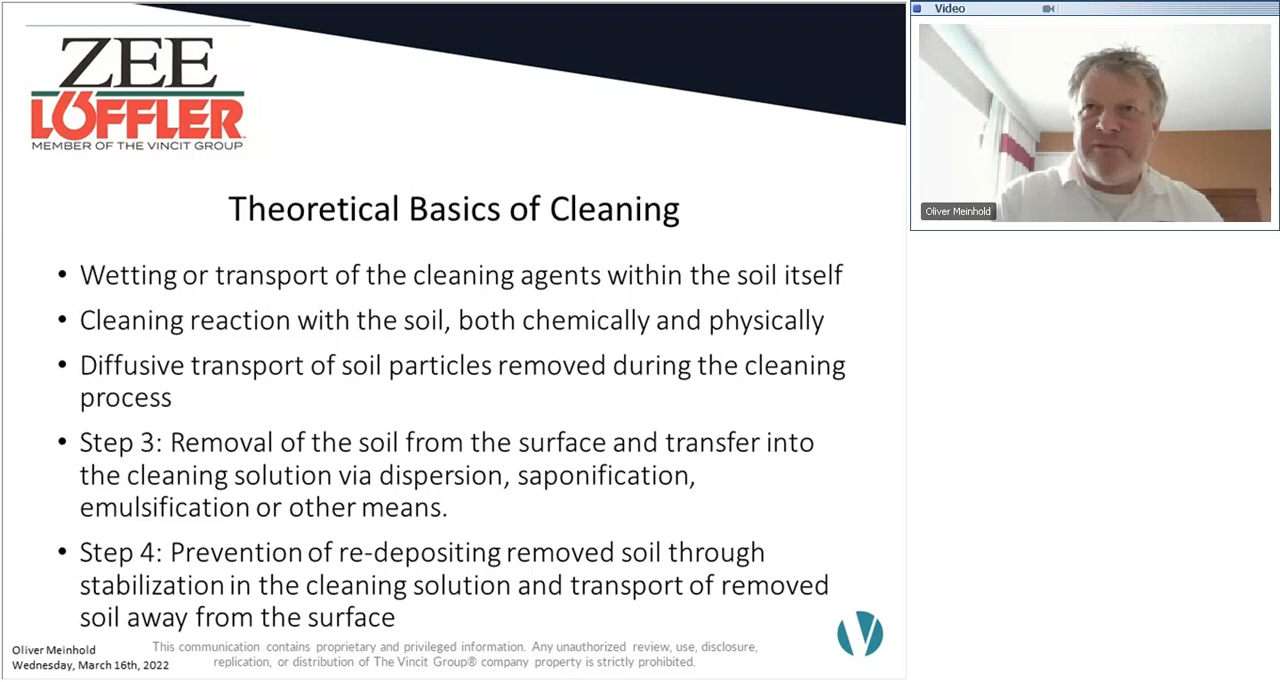 ZEE
LÖFFLER
MEMBER OF THE VINCIT GROUP
Theoretical Basics of Cleaning
• Wetting or transport of the cleaning agents within the soil itself
• Cleaning reaction with the soil, both chemically and physically
• Diffusive transport of soil particles removed during the cleaning
process
• Step 3: Removal of the soil from the surface and transfer into
the cleaning solution via dispersion, saponification,
emulsification or other means.
• Step 4: Prevention of re-depositing removed soil through
stabilization in the cleaning solution and transport of removed
soil away from the surface
Oliver Meinhold
Wednesday, March 16th, 2022
This communication contains proprietary and privileged information. Any unauthorized review, use, disclosure,
replication, or distribution of The Vincit Group® company property is strictly prohibited.
Video
Oliver Meinhold